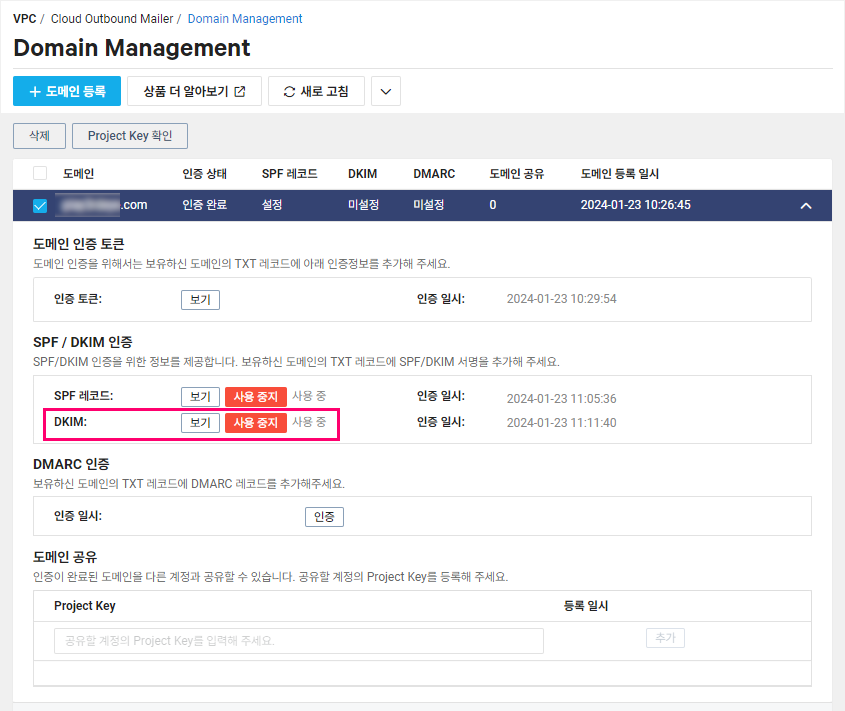 VPC / Cloud Outbound Mailer / Domain Management
Domain Management
+ 도메인 등록 상품 더 알아보기 새로 고침
삭제 Project Key 확인
도메인 인증 상태 SPF 레코드 DKIM DMARC 도메인 공유 도메인 등록 일시
.com 인증 완료 설정 미설정 미설정 0 2024-01-23 10:26:45
도메인 인증 토큰
도메인 인증을 위해서는 보유하신 도메인의 TXT 레코드에 아래 인증정보를 추가해 주세요.
인증 토큰: 보기 인증 일시: 2024-01-23 10:29:54
SPF / DKIM 인증
SPF/DKIM 인증을 위한 정보를 제공합니다. 보유하신 도메인의 TXT 레코드에 SPF/DKIM 서명을 추가해 주세요.
SPF 레코드: 보기 사용 중지 사용 중 인증 일시: 2024-01-23 11:05:36
DKIM: 보기 사용 중지 사용 중 인증 일시: 2024-01-23 11:11:40
DMARC 인증
보유하신 도메인의 TXT 레코드에 DMARC 레코드를 추가해주세요.
인증 일시: 인증
도메인 공유
인증이 완료된 도메인을 다른 계정과 공유할 수 있습니다. 공유할 계정의 Project Key를 등록해 주세요.
Project Key 등록 일시
공유할 계정의 Project Key를 입력해 주세요. 추가